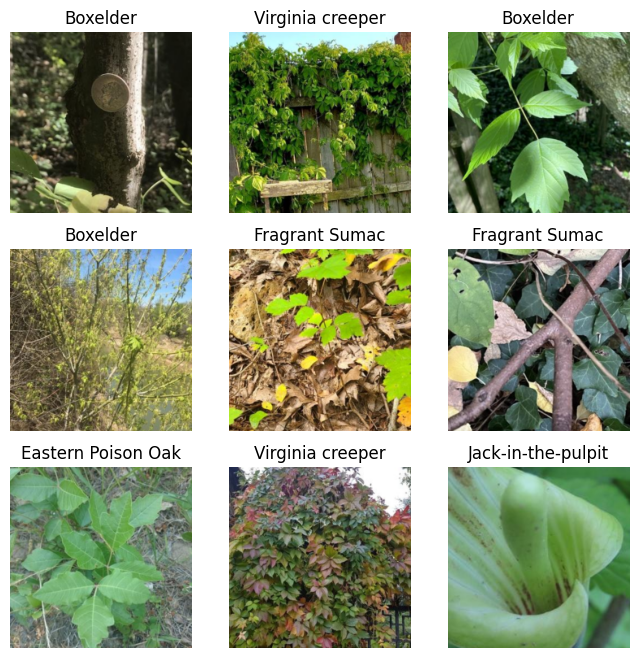 Boxelder
Virginia creeper
Boxelder
Boxelder
Fragrant Sumac
Fragrant Sumac
Eastern Poison Oak
Virginia creeper
Jack-in-the-pulpit